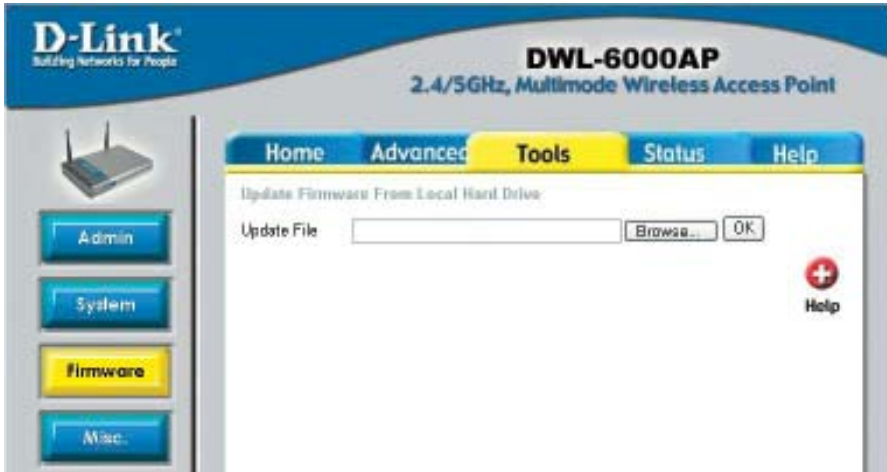 D-Link
Building Networks for People
DWL-6000AP
2.4/5GHz, Multimode Wireless Access Point
Home Advanced Tools Status Help
Update Firmware From Local Hard Drive
Update File Browse... OK
Help
Admin
System
Firmware
Misc.